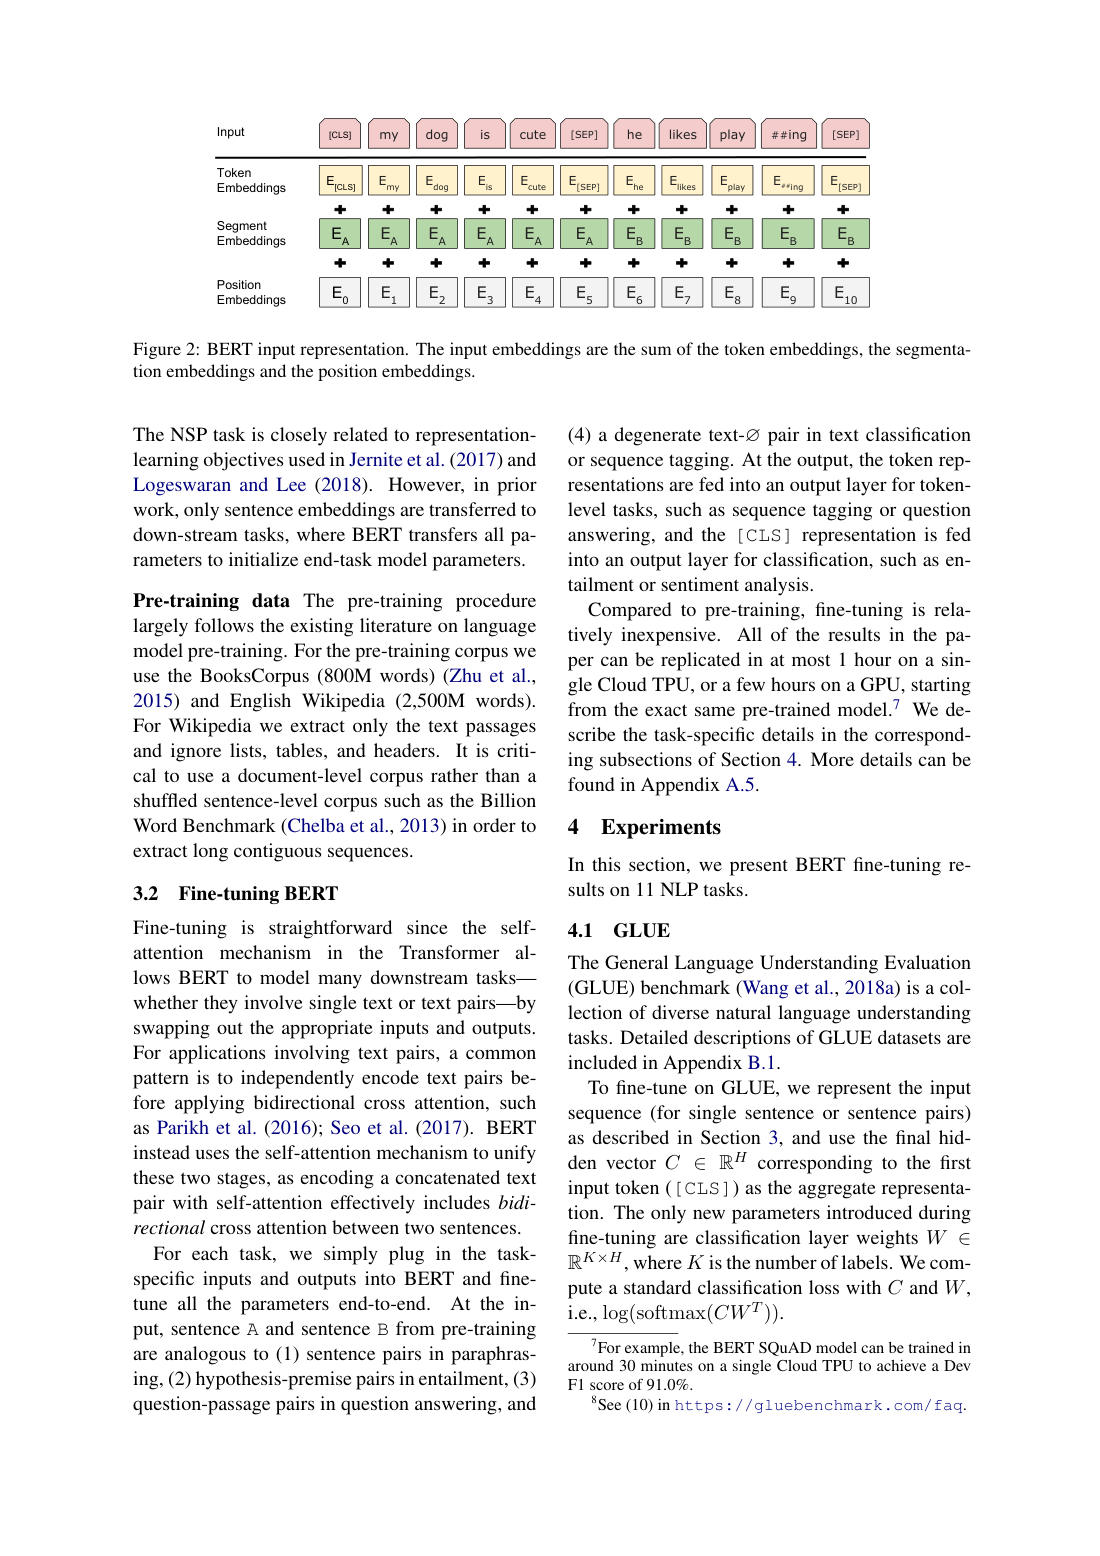 Input [CLS] my dog is cute [SEP] he likes play ##ing [SEP]
Token
Embeddings E[CLS] Emy Edog Eis Ecute E[SEP] Ehe Elikes Eplay E##ing E[SEP]
Segment
Embeddings EA EA EA EA EA EA EB EB EB EB EB
Position
Embeddings E0 E1 E2 E3 E4 E5 E6 E7 E8 E9 E10
Figure 2: BERT input representation. The input embeddings are the sum of the token embeddings, the segmenta-
tion embeddings and the position embeddings.
The NSP task is closely related to representation-
learning objectives used in Jernite et al. (2017) and
Logeswaran and Lee (2018). However, in prior
work, only sentence embeddings are transferred to
down-stream tasks, where BERT transfers all pa-
rameters to initialize end-task model parameters.
Pre-training data The pre-training procedure
largely follows the existing literature on language
model pre-training. For the pre-training corpus we
use the BooksCorpus (800M words) (Zhu et al.,
2015) and English Wikipedia (2,500M words).
For Wikipedia we extract only the text passages
and ignore lists, tables, and headers. It is criti-
cal to use a document-level corpus rather than a
shuffled sentence-level corpus such as the Billion
Word Benchmark (Chelba et al., 2013) in order to
extract long contiguous sequences.
3.2 Fine-tuning BERT
Fine-tuning is straightforward since the self-
attention mechanism in the Transformer al-
lows BERT to model many downstream tasks—
whether they involve single text or text pairs—by
swapping out the appropriate inputs and outputs.
For applications involving text pairs, a common
pattern is to independently encode text pairs be-
fore applying bidirectional cross attention, such
as Parikh et al. (2016); Seo et al. (2017). BERT
instead uses the self-attention mechanism to unify
these two stages, as encoding a concatenated text
pair with self-attention effectively includes bidi-
rectional cross attention between two sentences.
For each task, we simply plug in the task-
specific inputs and outputs into BERT and fine-
tune all the parameters end-to-end. At the in-
put, sentence A and sentence B from pre-training
are analogous to (1) sentence pairs in paraphras-
ing, (2) hypothesis-premise pairs in entailment, (3)
question-passage pairs in question answering, and
(4) a degenerate text-∅ pair in text classification
or sequence tagging. At the output, the token rep-
resentations are fed into an output layer for token-
level tasks, such as sequence tagging or question
answering, and the [CLS] representation is fed
into an output layer for classification, such as en-
tailment or sentiment analysis.
Compared to pre-training, fine-tuning is rela-
tively inexpensive. All of the results in the pa-
per can be replicated in at most 1 hour on a sin-
gle Cloud TPU, or a few hours on a GPU, starting
from the exact same pre-trained model.7 We de-
scribe the task-specific details in the correspond-
ing subsections of Section 4. More details can be
found in Appendix A.5.
4 Experiments
In this section, we present BERT fine-tuning re-
sults on 11 NLP tasks.
4.1 GLUE
The General Language Understanding Evaluation
(GLUE) benchmark (Wang et al., 2018a) is a col-
lection of diverse natural language understanding
tasks. Detailed descriptions of GLUE datasets are
included in Appendix B.1.
To fine-tune on GLUE, we represent the input
sequence (for single sentence or sentence pairs)
as described in Section 3, and use the final hid-
den vector C ∈ ℝ^H corresponding to the first
input token ([CLS]) as the aggregate representa-
tion. The only new parameters introduced during
fine-tuning are classification layer weights W ∈
ℝ^{K×H}, where K is the number of labels. We com-
pute a standard classification loss with C and W,
i.e., log(softmax(CW^T)).
7For example, the BERT SQuAD model can be trained in
around 30 minutes on a single Cloud TPU to achieve a Dev
F1 score of 91.0%.
8See (10) in https://gluebenchmark.com/faq.